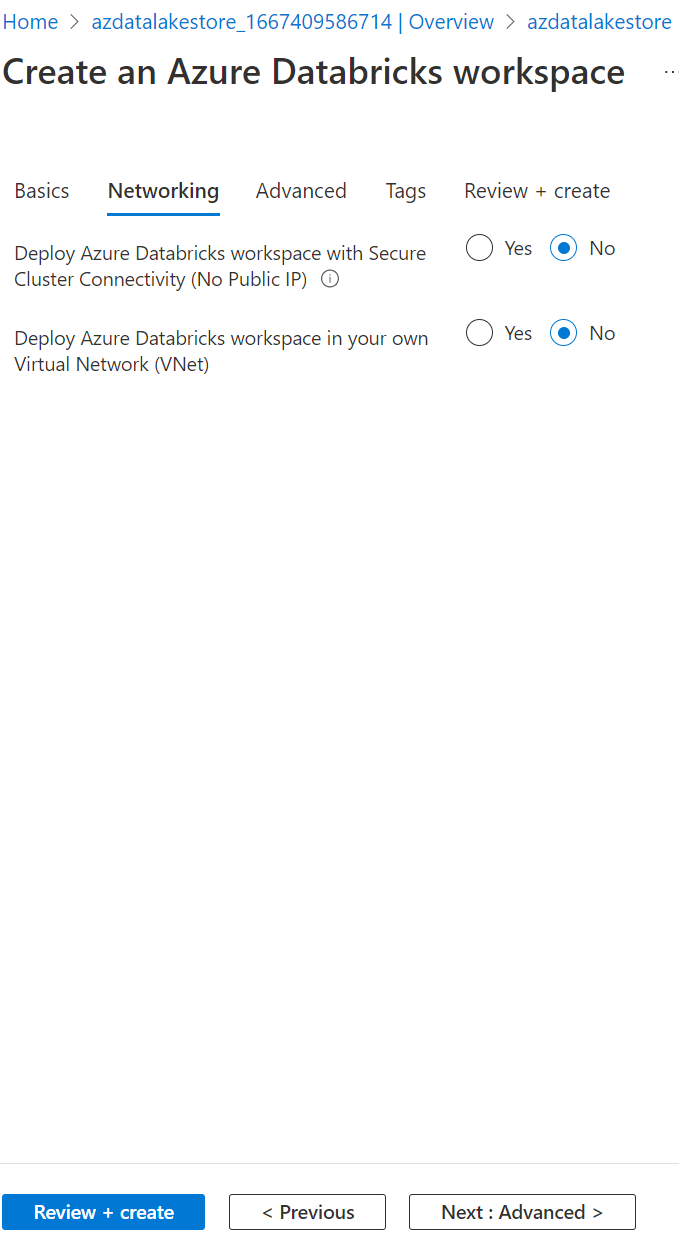 Home > azdatalakestore_1667409586714 | Overview > azdatalakestore
Create an Azure Databricks workspace ...
Basics Networking Advanced Tags Review + create
Deploy Azure Databricks workspace with Secure
Cluster Connectivity (No Public IP)
Yes No
Deploy Azure Databricks workspace in your own
Virtual Network (VNet)
Yes No
Review + create < Previous Next : Advanced >